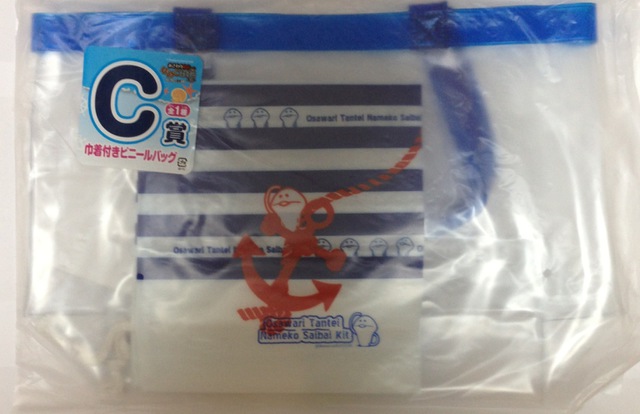 C
全1種
賞
巾着付きビニールバッグ
Osawari Tantei Nameko Saibai
Osawari Tantei Nameko Saiba
Osawari Tantei
Nameko Saibai Kit